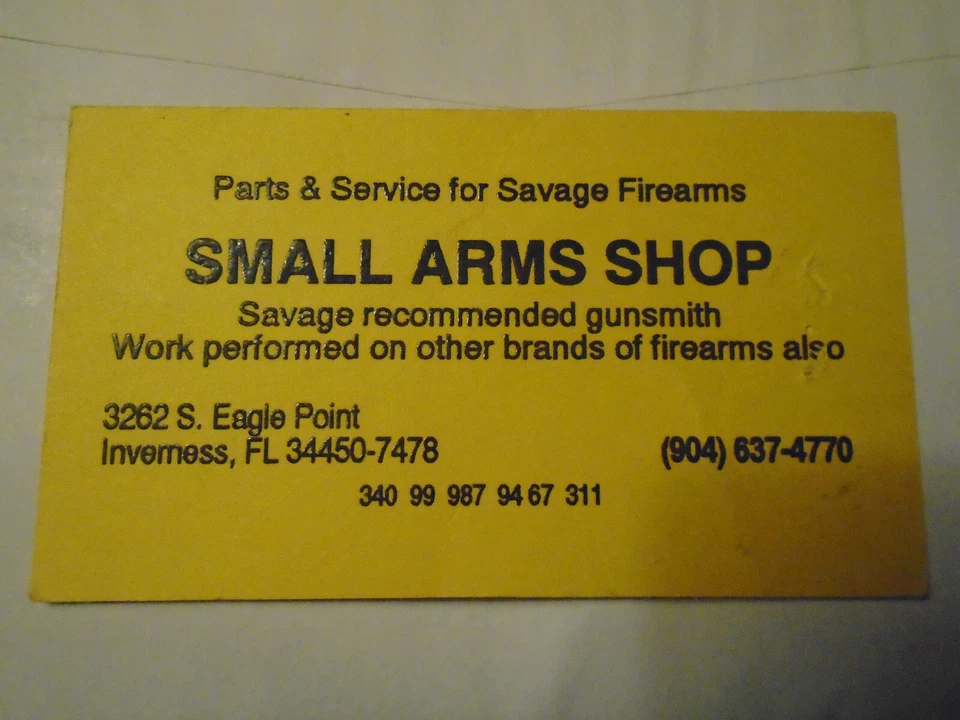 Parts & Service for Savage Firearms
SMALL ARMS SHOP
Savage recommended gunsmith
Work performed on other brands of firearms also
3262 S. Eagle Point
Inverness, FL 34450-7478 (904) 637-4770
340 99 987 94 67 311